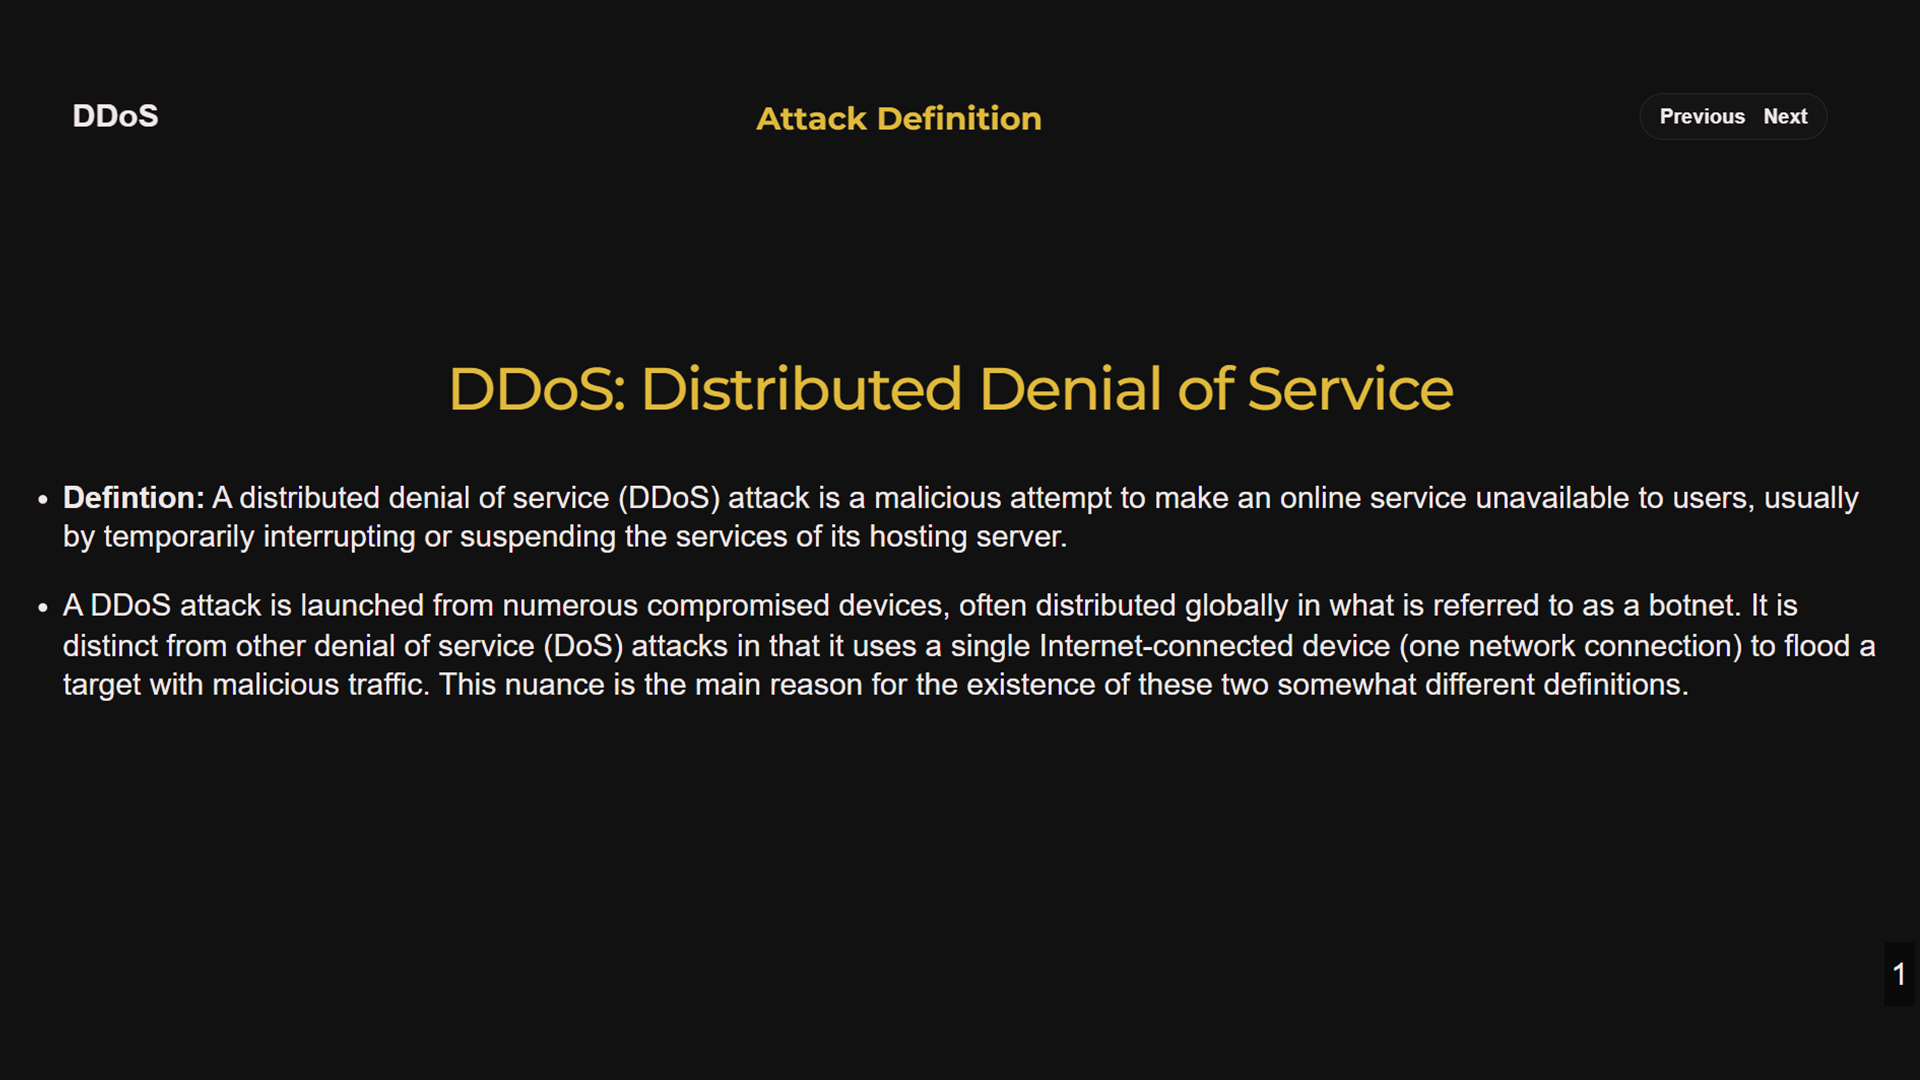 DDoS
Attack Definition
Previous Next
DDoS: Distributed Denial of Service
• Defintion: A distributed denial of service (DDoS) attack is a malicious attempt to make an online service unavailable to users, usually
by temporarily interrupting or suspending the services of its hosting server.
• A DDoS attack is launched from numerous compromised devices, often distributed globally in what is referred to as a botnet. It is
distinct from other denial of service (DoS) attacks in that it uses a single Internet-connected device (one network connection) to flood a
target with malicious traffic. This nuance is the main reason for the existence of these two somewhat different definitions.
1